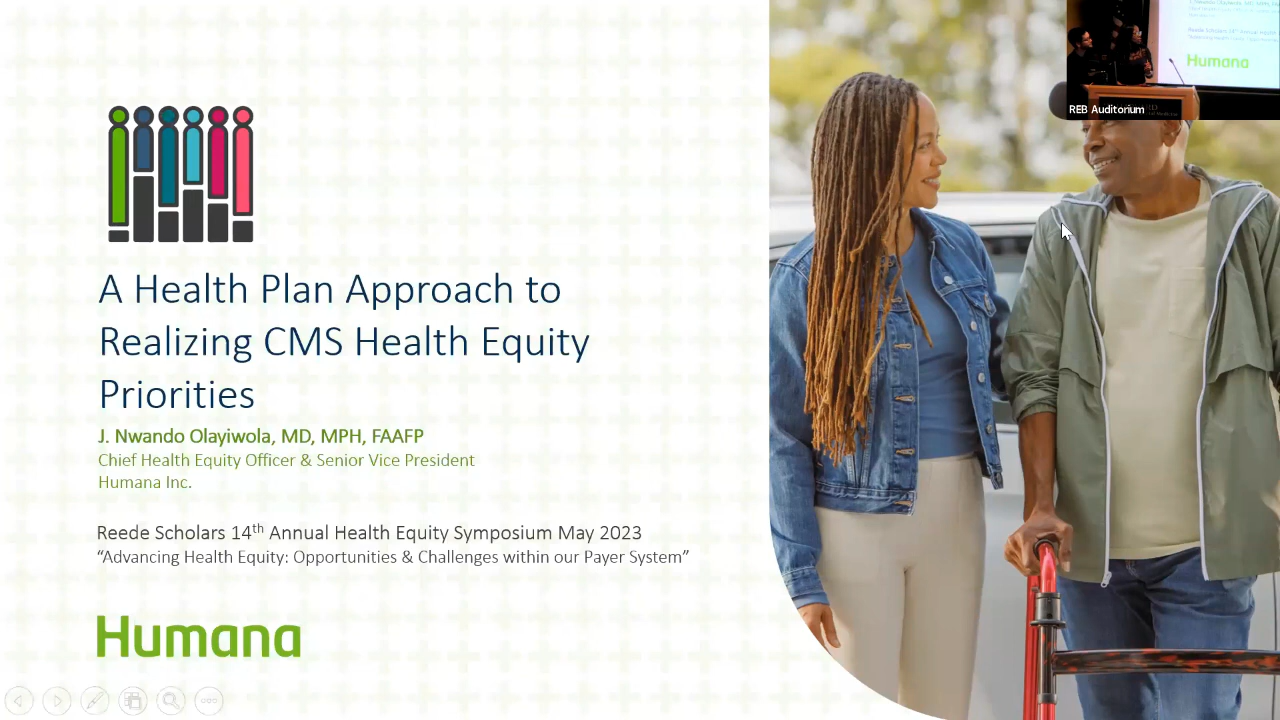 A Health Plan Approach to
Realizing CMS Health Equity
Priorities
J. Nwando Olayiwola, MD, MPH, FAAFP
Chief Health Equity Officer & Senior Vice President
Humana Inc.
Reede Scholars 14th Annual Health Equity Symposium May 2023
“Advancing Health Equity: Opportunities & Challenges within our Payer System”
Humana
Humana
REB Auditorium